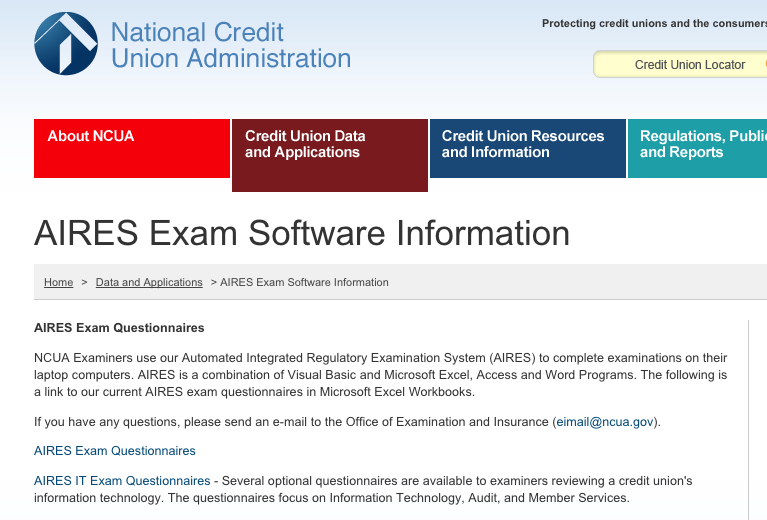 National Credit
Union Administration
Protecting credit unions and the consumers
Credit Union Locator
About NCUA
Credit Union Data
and Applications
Credit Union Resources
and Information
Regulations,
and Reports
AIRES Exam Software Information
Home > Data and Applications > AIRES Exam Software Information
AIRES Exam Questionnaires
NCUA Examiners use our Automated Integrated Regulatory Examination System (AIRES) to complete examinations on their
laptop computers. AIRES is a combination of Visual Basic and Microsoft Excel, Access and Word Programs. The following is
a link to our current AIRES exam questionnaires in Microsoft Excel Workbooks.
If you have any questions, please send an e-mail to the Office of Examination and Insurance (eimail@ncua.gov).
AIRES Exam Questionnaires
AIRES IT Exam Questionnaires - Several optional questionnaires are available to examiners reviewing a credit union's
information technology. The questionnaires focus on Information Technology, Audit, and Member Services.